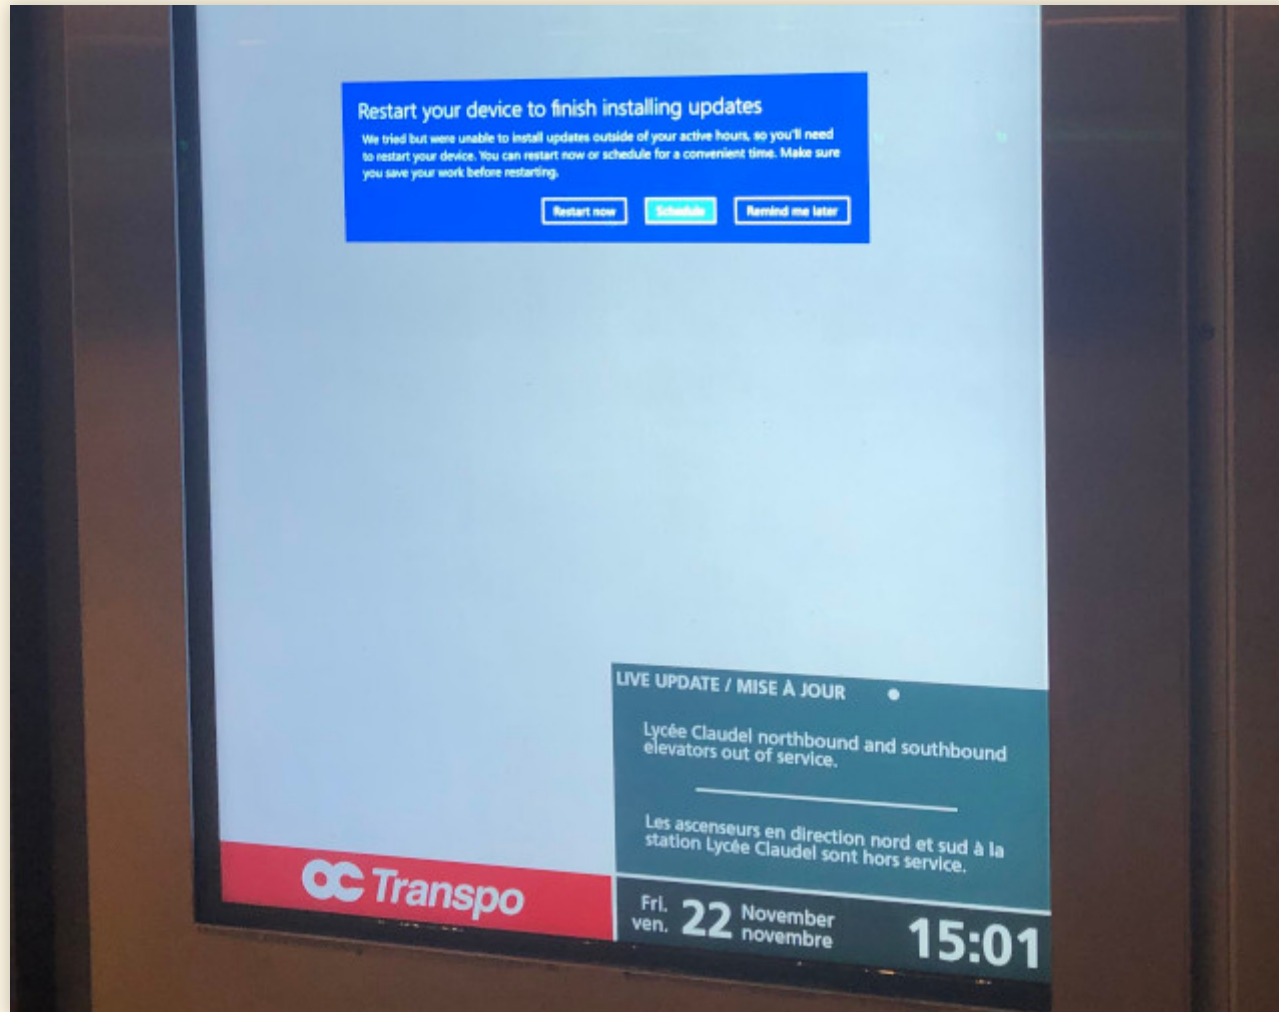 Restart your device to finish installing updates
We tried but were unable to install updates outside of your active hours, so you'll need
to restart your device. You can restart now or schedule for a convenient time. Make sure
you save your work before restarting.
Restart now Schedule Remind me later
LIVE UPDATE / MISE À JOUR
Lycée Claudel northbound and southbound
elevators out of service.
Les ascenseurs en direction nord et sud à la
station Lycée Claudel sont hors service.
OC Transpo
Fri. 22 November 15:01
ven. novembre